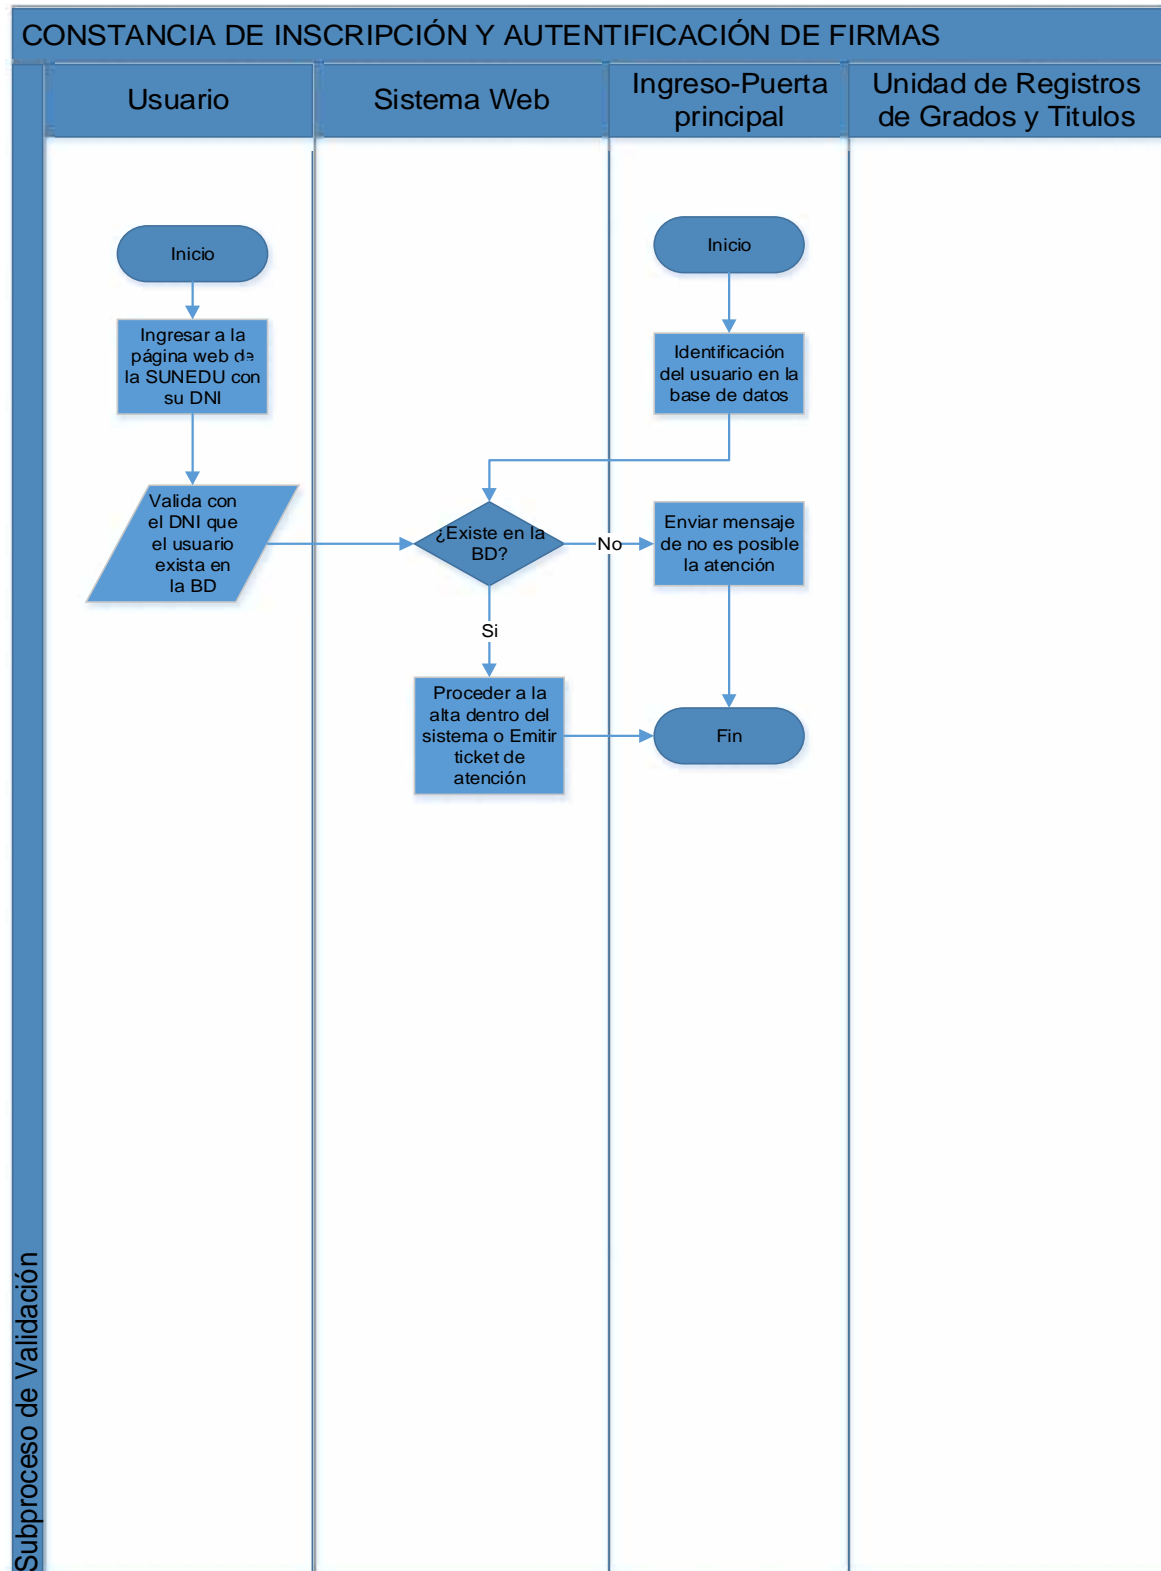 CONSTANCIA DE INSCRIPCIÓN Y AUTENTIFICACIÓN DE FIRMAS
Usuario
Sistema Web
Ingreso-Puerta
principal
Unidad de Registros
de Grados y Titulos
Inicio
Inicio
Ingresar a la
página web de
la SUNEDU con
su DNI
Identificación
del usuario en la
base de datos
Valida con
el DNI que
el usuario
exista en
la BD
¿Existe en la
BD?
No
Enviar mensaje
de no es posible
la atención
Si
Proceder a la
alta dentro del
sistema o Emitir
ticket de
atención
Fin
Subproceso de Validación